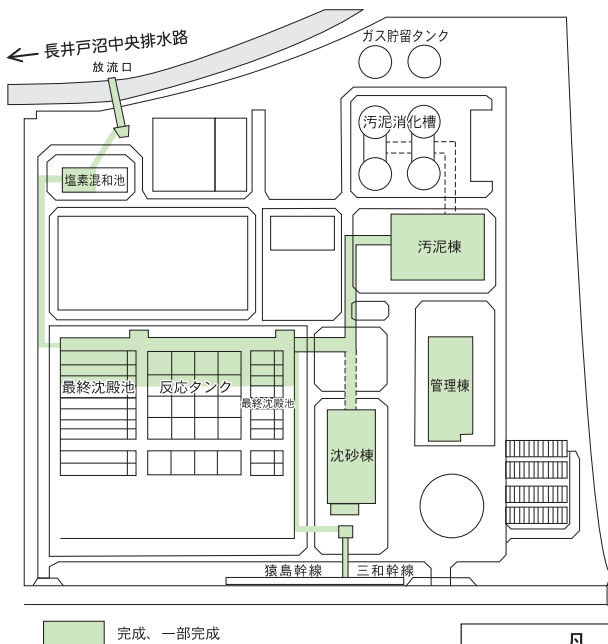 長井戸沼中央排水路
放流口
ガス貯留タンク
汚泥消化槽
塩素混和池
汚泥棟
最終沈殿池
反応タンク
最終沈殿池
管理棟
沈砂棟
猿島幹線
三和幹線
完成、一部完成